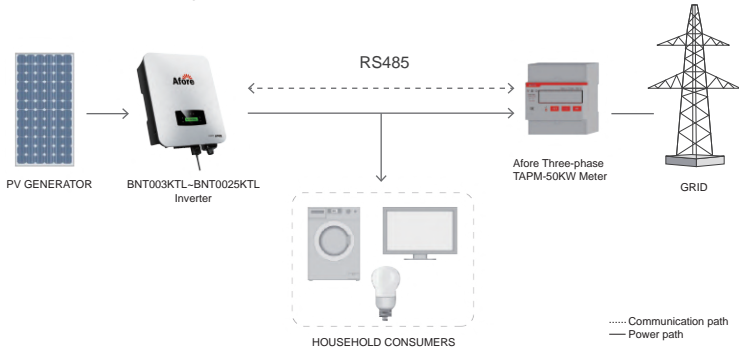 RS485
Afore
PV GENERATOR
BNT003KTL~BNT0025KTL
Inverter
Afore Three-phase
TAPM-50KW Meter
GRID
HOUSEHOLD CONSUMERS
Communication path
Power path